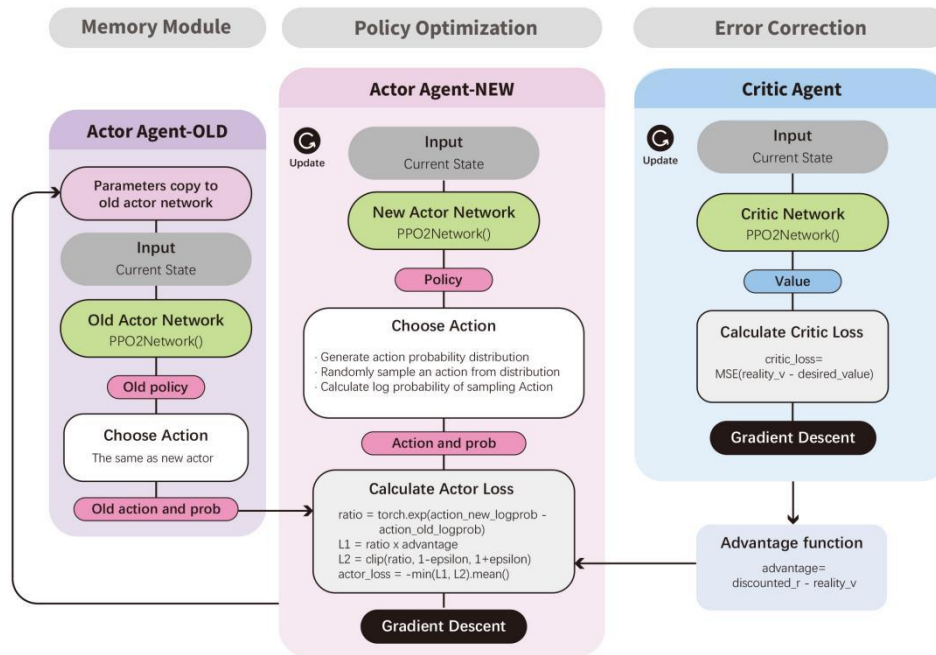 Memory Module
Policy Optimization
Error Correction
Actor Agent-OLD
Parameters copy to
old actor network
Input
Current State
Old Actor Network
PPO2Network()
Old policy
Choose Action
The same as new actor
Old action and prob
Actor Agent-NEW
Update
Input
Current State
New Actor Network
PPO2Network()
Policy
Choose Action
· Generate action probability distribution
· Randomly sample an action from distribution
· Calculate log probability of sampling Action
Action and prob
Calculate Actor Loss
ratio = torch.exp(action_new_logprob -
action_old_logprob)
L1 = ratio x advantage
L2 = clip(ratio, 1-epsilon, 1+epsilon)
actor_loss = -min(L1, L2).mean()
Gradient Descent
Critic Agent
Update
Input
Current State
Critic Network
PPO2Network()
Value
Calculate Critic Loss
critic_loss=
MSE(reality_v - desired_value)
Gradient Descent
Advantage function
advantage=
discounted_r - reality_v